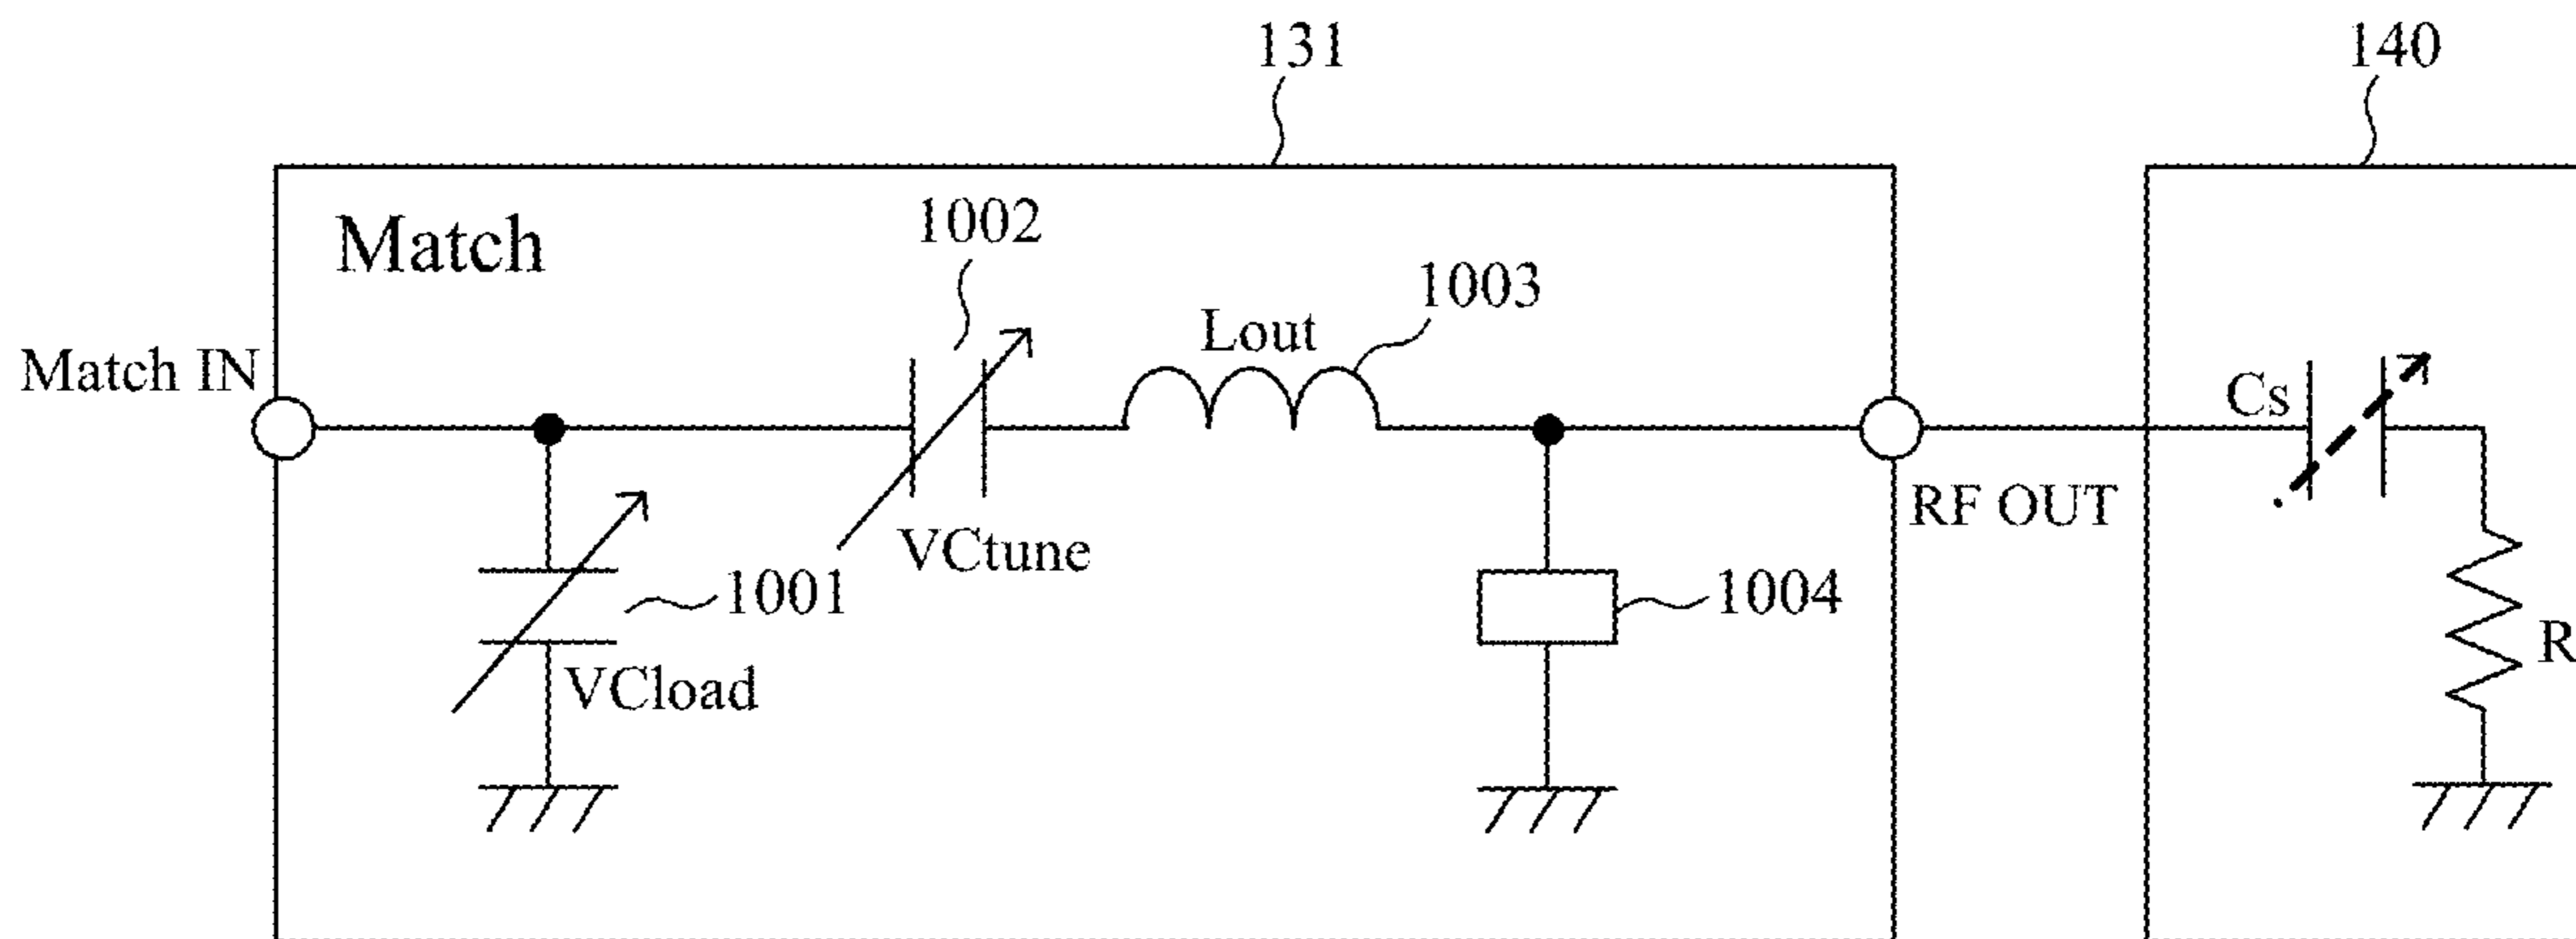 131
140
1002
Match
1003
Lout
Match IN
Cs
RF OUT
VCtune
1001
1004
R
VCload